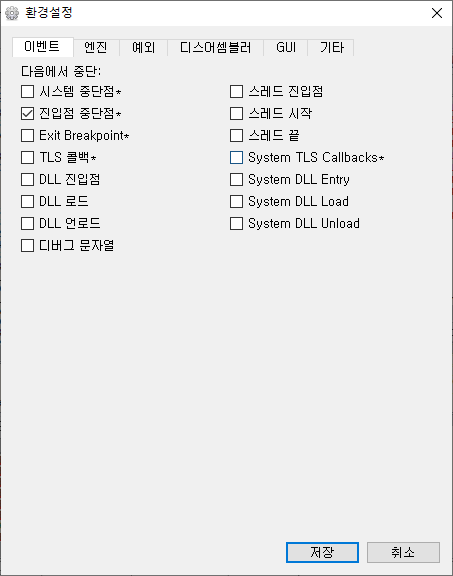 환경설정
이벤트 엔진 예외 디스어셈블러 GUI 기타
다음에서 중단:
시스템 중단점* 스레드 진입점
진입점 중단점* 스레드 시작
Exit Breakpoint* 스레드 끝
TLS 콜백* System TLS Callbacks*
DLL 진입점 System DLL Entry
DLL 로드 System DLL Load
DLL 언로드 System DLL Unload
디버그 문자열
저장 취소